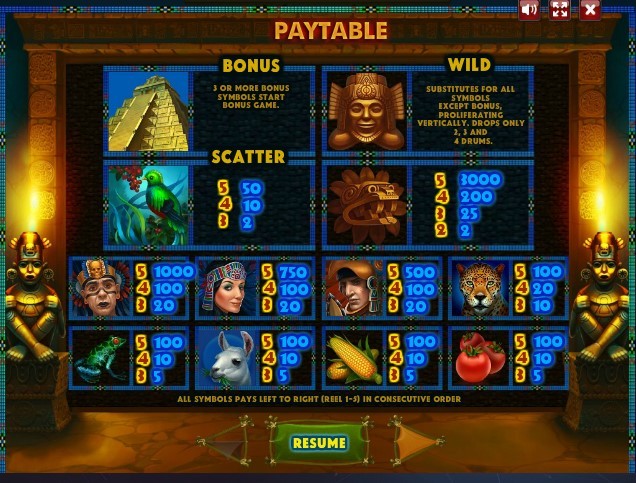 PAYTABLE
BONUS
3 OR MORE BONUS
SYMBOLS START
BONUS GAME.
WILD
SUBSTITUTES FOR ALL
SYMBOLS
EXCEPT BONUS,
PROLIFERATING
VERTICALLY. DROPS ONLY
2, 3 AND
4 DRUMS.
SCATTER
5 50
4 10
3 2
5 3000
4 200
3 25
2 2
5 1000
4 100
3 20
5 750
4 100
3 20
5 500
4 100
3 20
5 100
4 10
3 20
5 100
4 10
3 5
5 100
4 10
3 5
5 100
4 10
3 5
5 100
4 10
3 5
ALL SYMBOLS PAYS LEFT TO RIGHT (REEL 1-5) IN CONSECUTIVE ORDER
RESUME